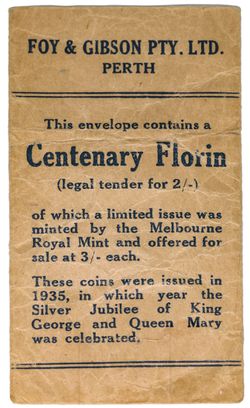 FOY & GIBSON PTY. LTD.
PERTH
This envelope contains a
Centenary Florin
(legal tender for 2/-)
of which a limited issue was
minted by the Melbourne
Royal Mint and offered for
sale at 3/- each.
These coins were issued in
1935, in which year the
Silver Jubilee of King
George and Queen Mary
was celebrated.